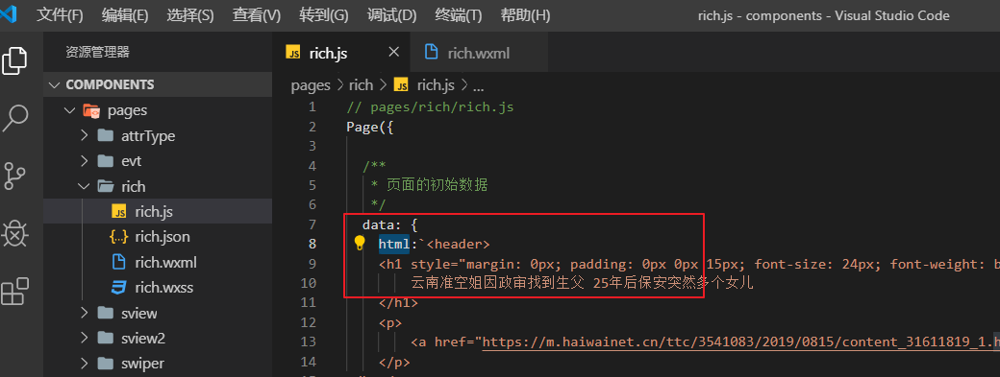 文件(F) 编辑(E) 选择(S) 查看(V) 转到(G) 调试(D) 终端(T) 帮助(H) rich.js - components - Visual Studio Code
资源管理器
COMPONENTS
pages
attrType
evt
rich
rich.js
rich.json
rich.wxml
rich.wxss
sview
sview2
swiper
rich.js rich.wxml
pages > rich > rich.js > ...
1 // pages/rich/rich.js
2 Page({
3
4 /**
5 * 页面的初始数据
6 */
7 data: {
8 html:`<header>
9 <h1 style="margin: 0px; padding: 0px 0px 15px; font-size: 24px; font-weight: b
10 云南准空姐因政审找到生父 25年后保安突然多个女儿
11 </h1>
12 <p>
13 <a href="https://m.haiwainet.cn/ttc/3541083/2019/0815/content_31611819_1.h
14 </p>